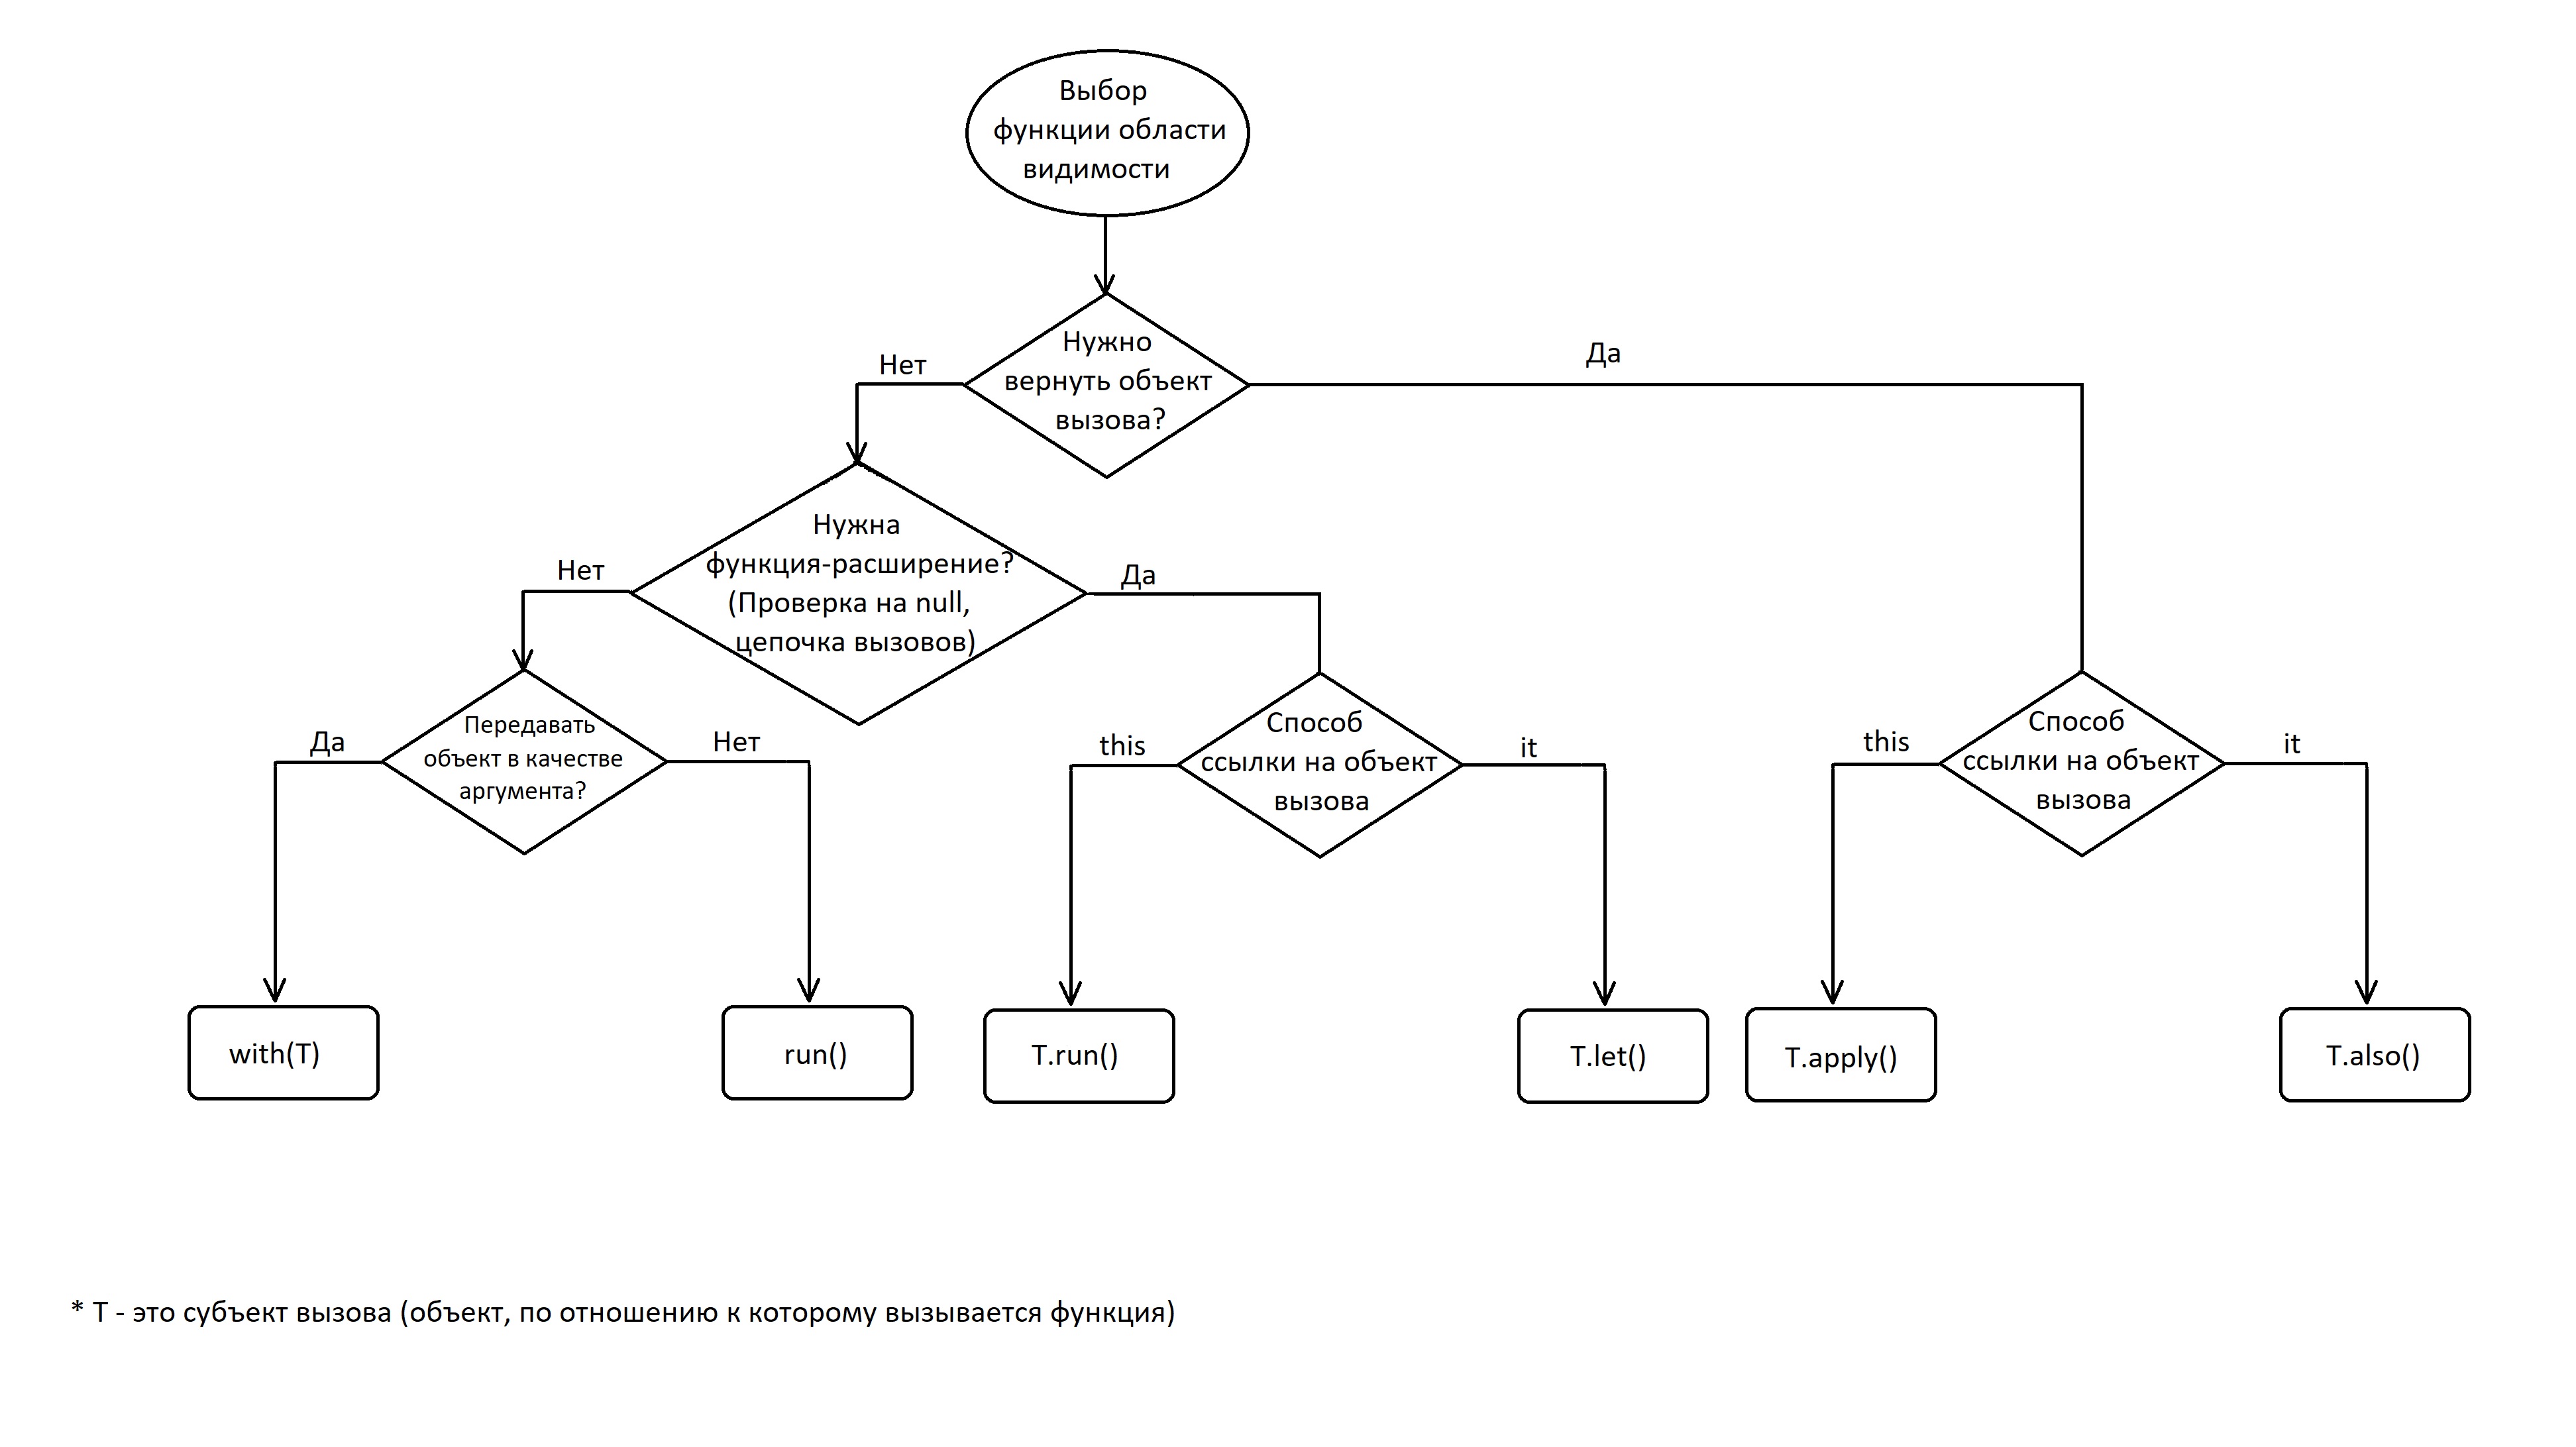 Выбор
функции области
видимости
Нужно
вернуть объект
вызова?
Нет
Да
Нужна
функция-расширение?
(Проверка на null,
цепочка вызовов)
Нет
Да
Передавать
объект в качестве
аргумента?
Да
Нет
Способ
ссылки на объект
вызова
this
it
Способ
ссылки на объект
вызова
this
it
with(T)
run()
T.run()
T.let()
T.apply()
T.also()
* T - это субъект вызова (объект, по отношению к которому вызывается функция)